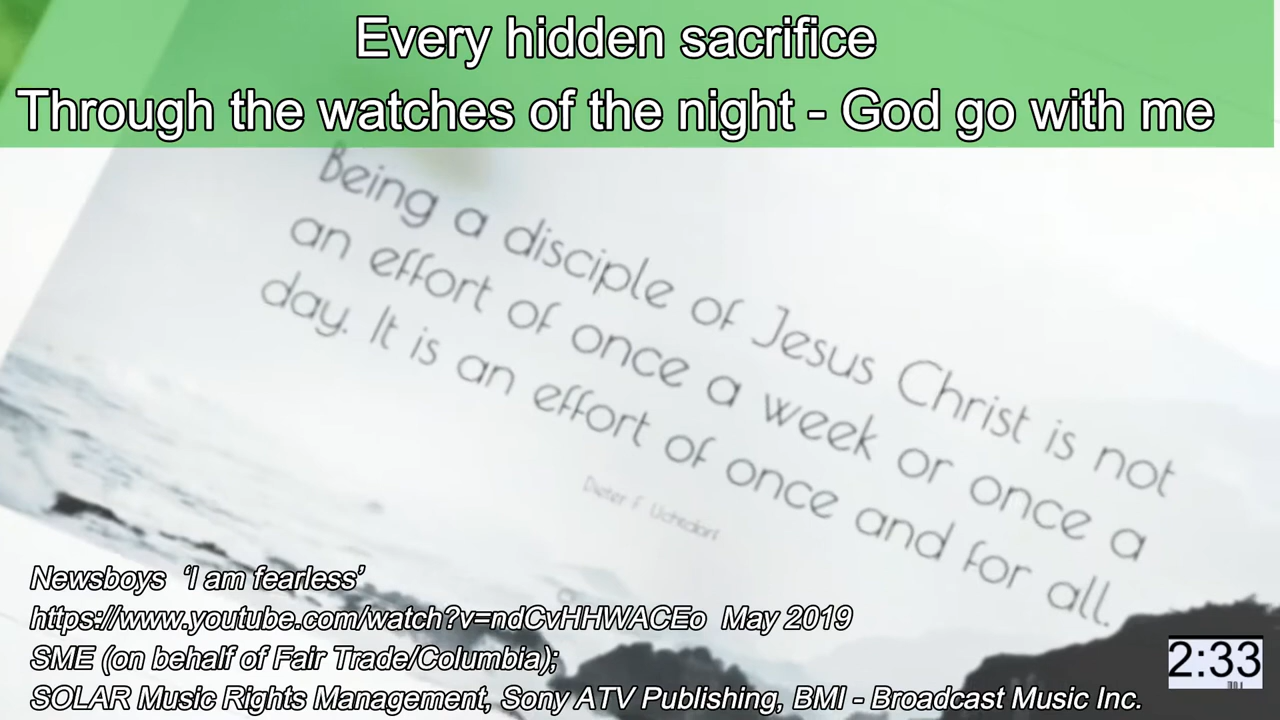 Every hidden sacrifice
Through the watches of the night - God go with me
Being a disciple of Jesus Christ is not
an effort of once a week or once a
day. It is an effort of once and for all.
Dieter F Uchtdorf
Newsboys ‘I am fearless’
https://www.youtube.com/watch?v=ndCvHHWACEo May 2019
SME (on behalf of Fair Trade/Columbia);
SOLAR Music Rights Management, Sony ATV Publishing, BMI - Broadcast Music Inc.
2:33